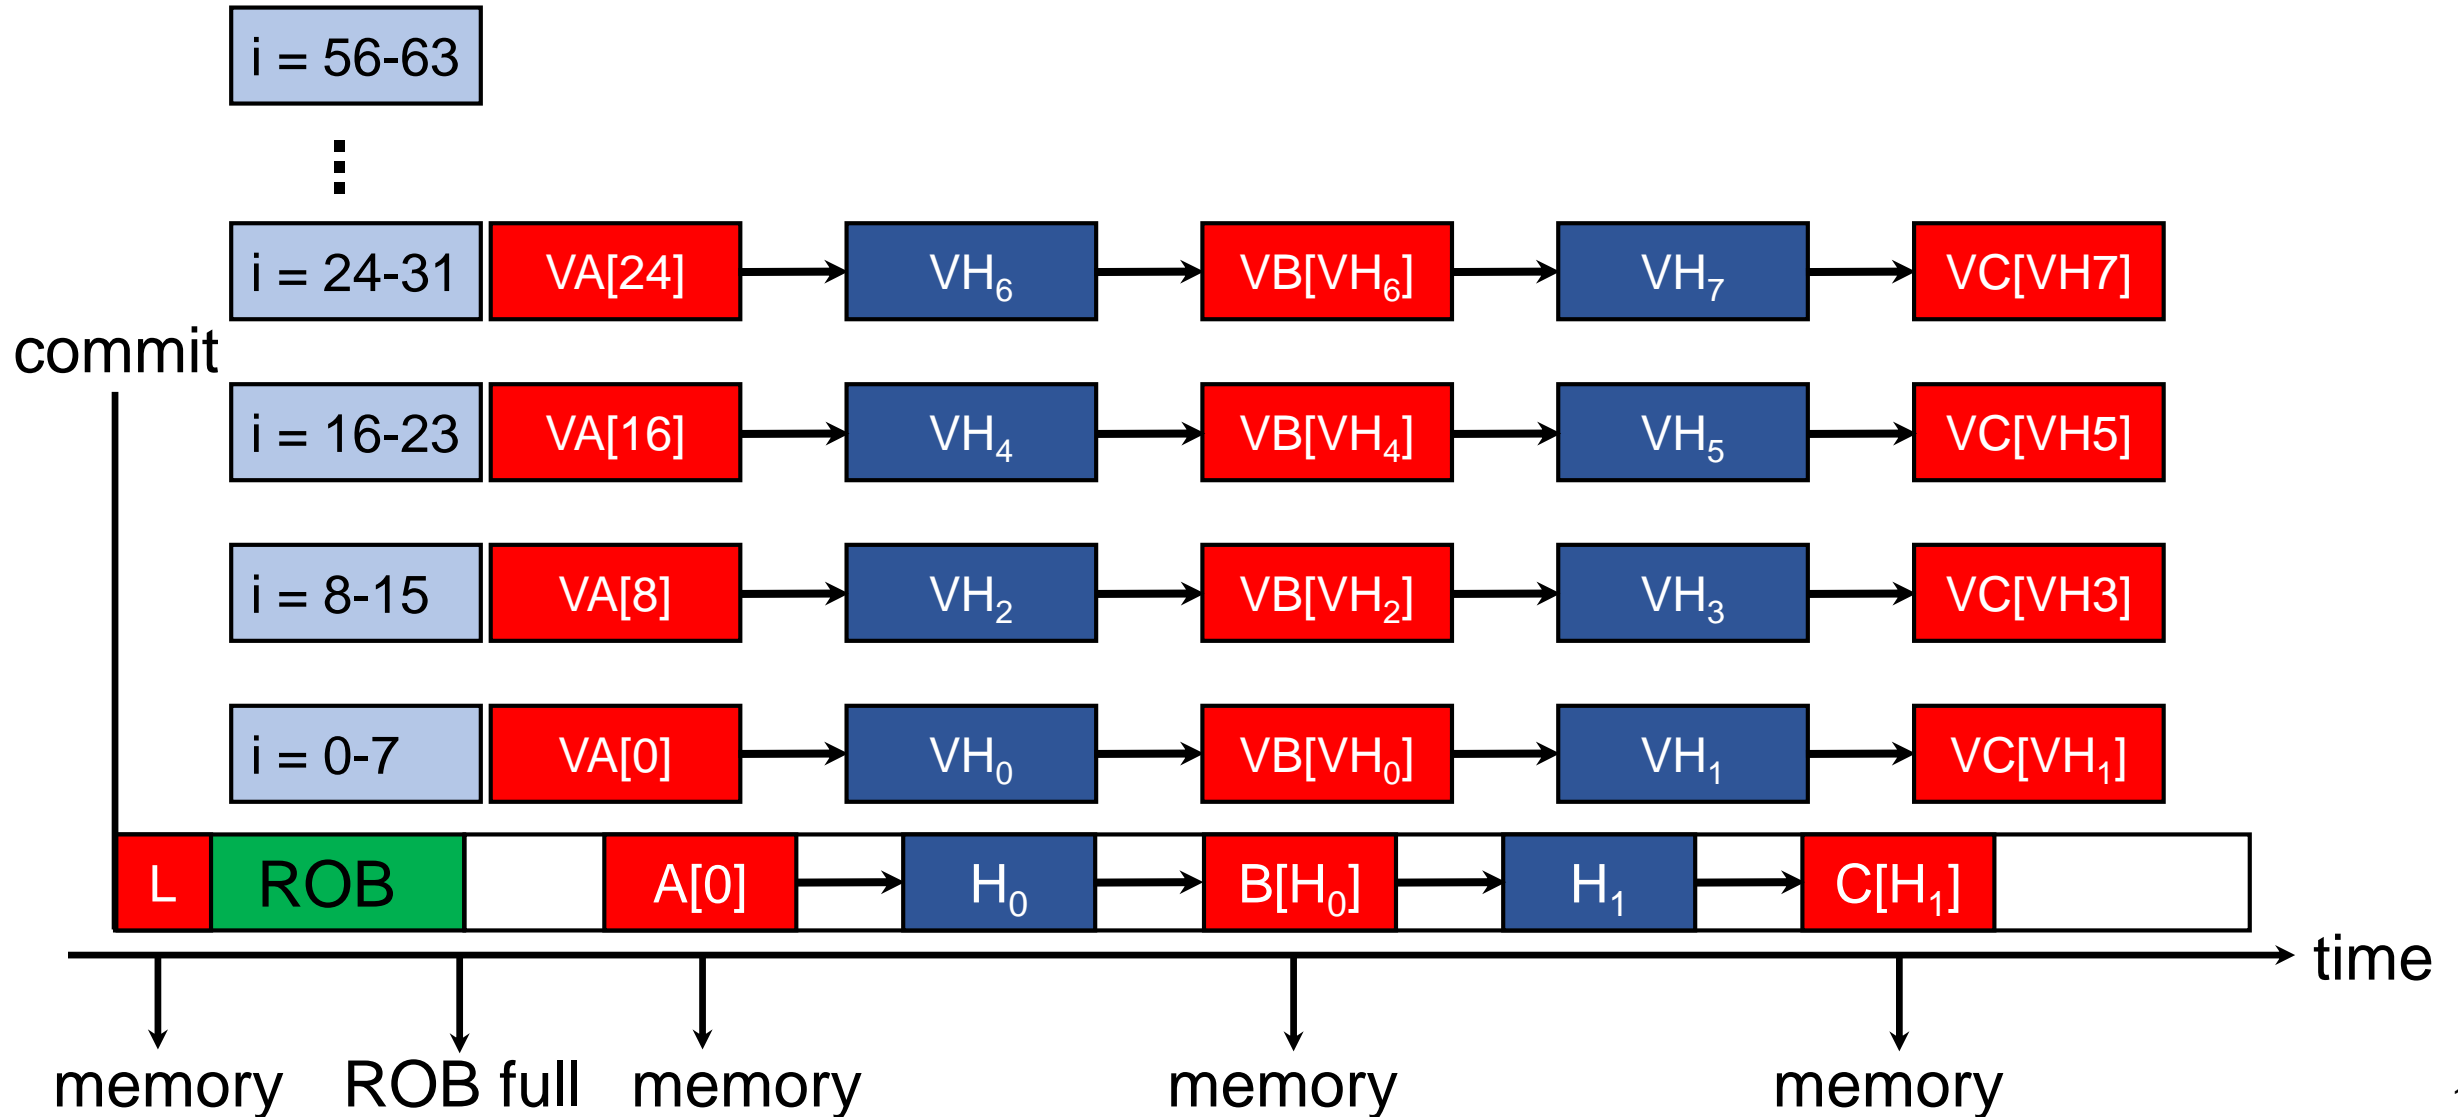 i = 56-63
i = 24-31 VA[24] VH₆ VB[VH₆] VH₇ VC[VH7]
commit
i = 16-23 VA[16] VH₄ VB[VH₄] VH₅ VC[VH5]
i = 8-15 VA[8] VH₂ VB[VH₂] VH₃ VC[VH3]
i = 0-7 VA[0] VH₀ VB[VH₀] VH₁ VC[VH₁]
L ROB A[0] H₀ B[H₀] H₁ C[H₁]
time
memory ROB full memory memory memory